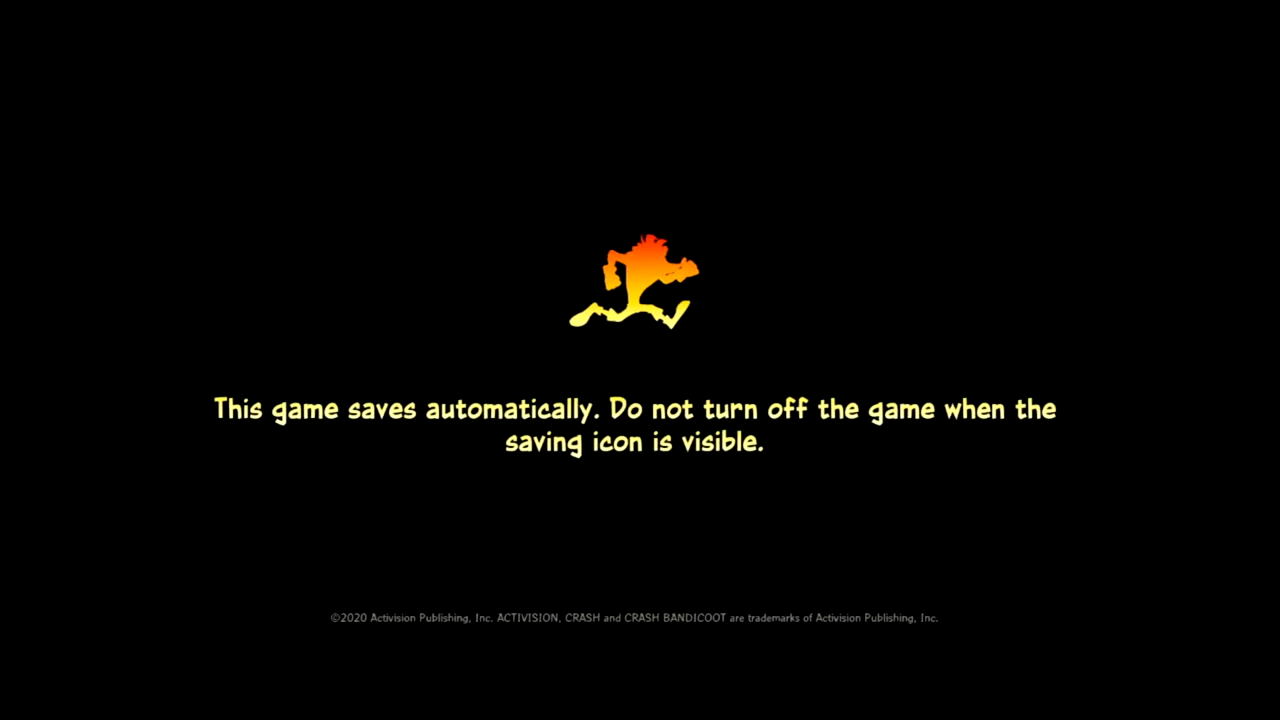 This game saves automatically. Do not turn off the game when the
saving icon is visible.
©2020 Activision Publishing, Inc. ACTIVISION, CRASH and CRASH BANDICOOT are trademarks of Activision Publishing, Inc.